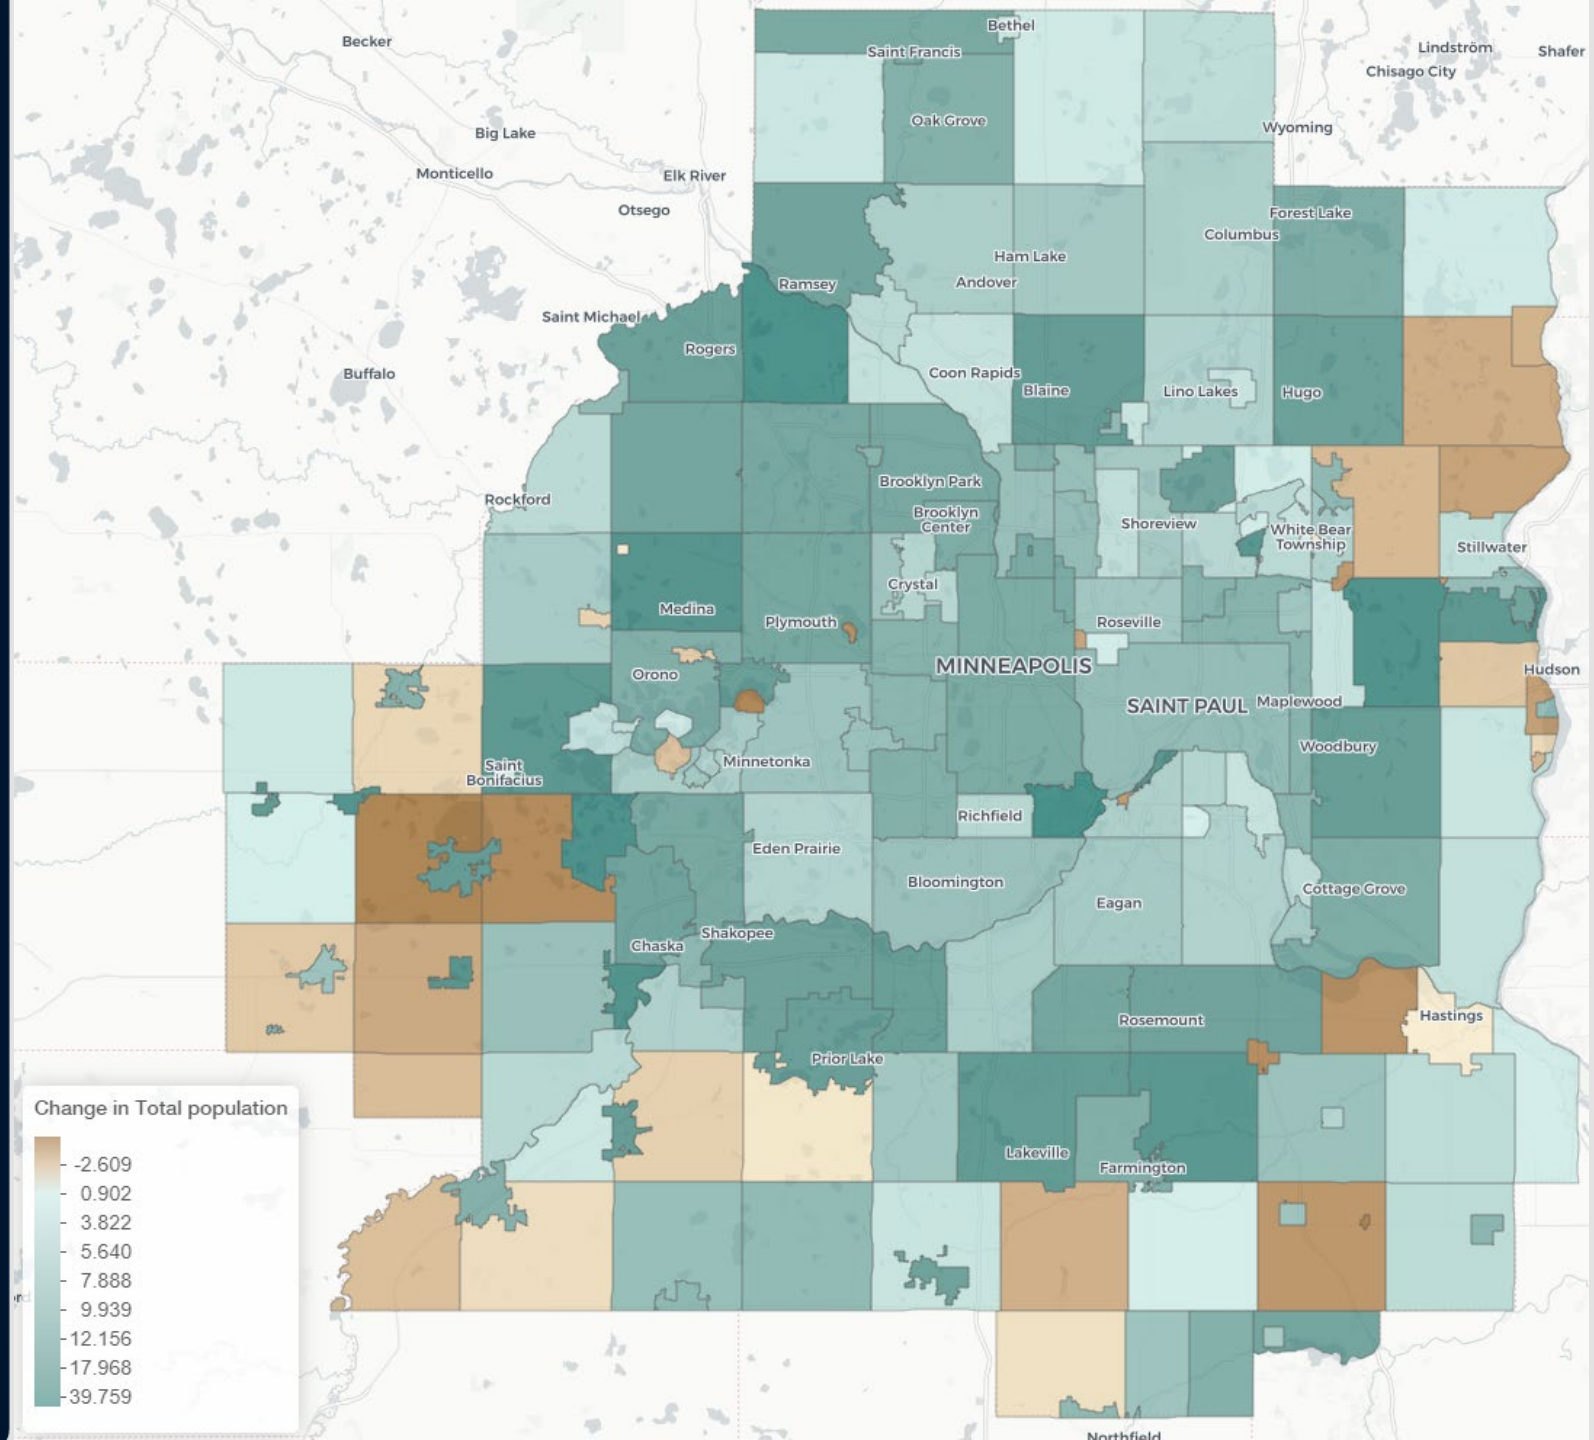 Bethel
Becker
Lindström
Shafer
Saint Francis
Chisago City
Oak Grove
Wyoming
Big Lake
Monticello
Elk River
Otsego
Forest Lake
Columbus
Ham Lake
Andover
Ramsey
Saint Michael
Rogers
Buffalo
Coon Rapids
Blaine
Lino Lakes
Hugo
Brooklyn Park
Rockford
Brooklyn
Center
Shoreview
White Bear
Township
Stillwater
Crystal
Medina
Plymouth
Roseville
MINNEAPOLIS
Hudson
Orono
SAINT PAUL
Maplewood
Woodbury
Minnetonka
Saint
Bonifacius
Richfield
Eden Prairie
Bloomington
Cottage Grove
Eagan
Shakopee
Chaska
Hastings
Rosemount
Prior Lake
Lakeville
Farmington
Northfield
Change in Total population
-2.609
0.902
3.822
5.640
7.888
9.939
12.156
17.968
39.759